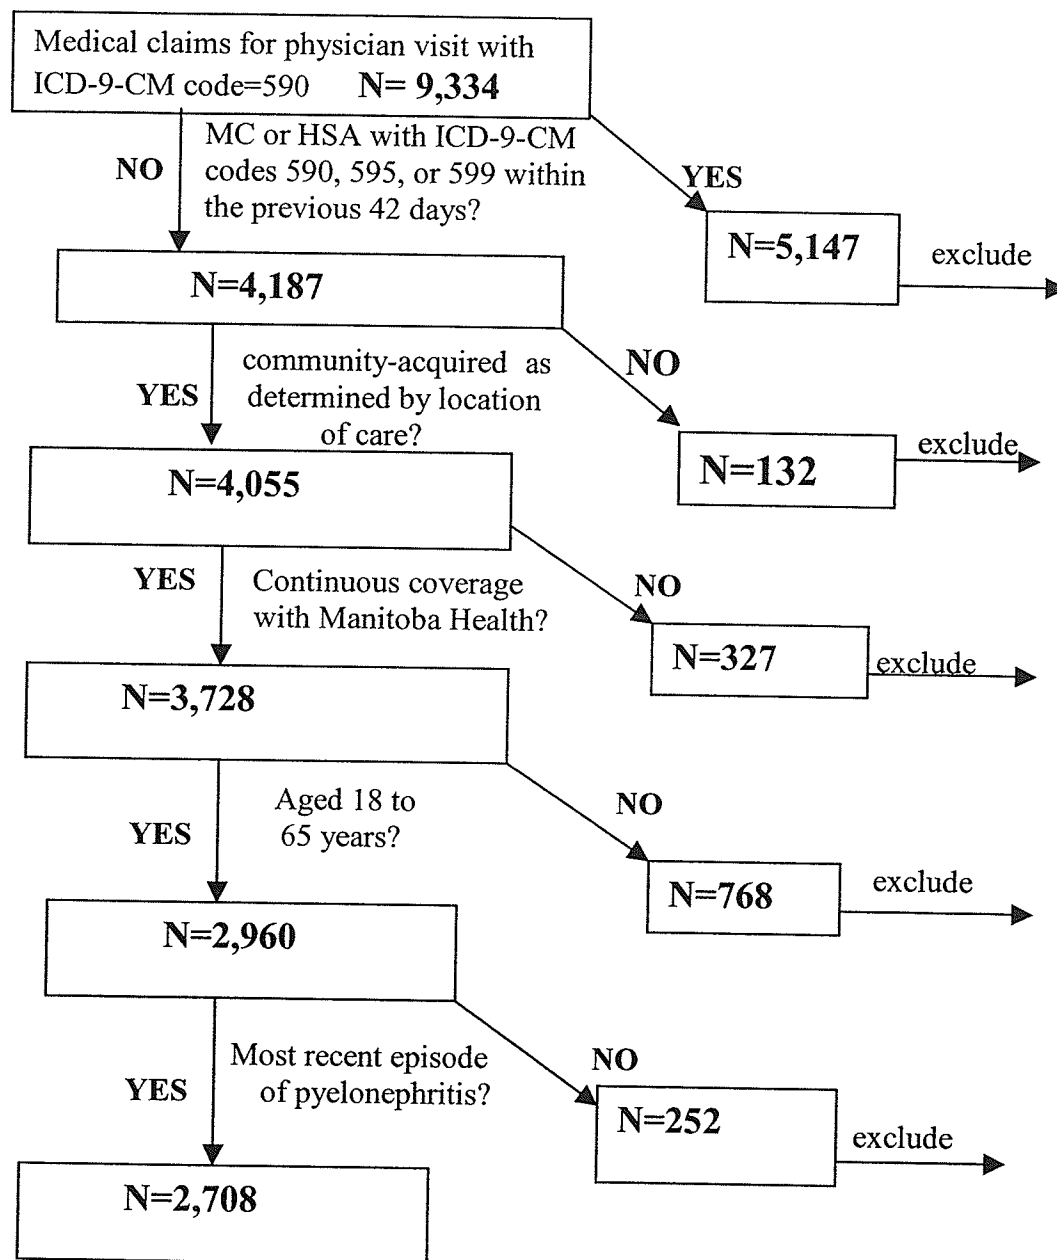 Medical claims for physician visit with
ICD-9-CM code=590 N= 9,334
MC or HSA with ICD-9-CM
codes 590, 595, or 599 within
the previous 42 days?
NO
YES
N=5,147
exclude
N=4,187
community-acquired as
determined by location
of care?
YES
NO
N=132
exclude
N=4,055
YES
Continuous coverage
with Manitoba Health?
NO
N=327
exclude
N=3,728
YES
Aged 18 to
65 years?
NO
N=768
exclude
N=2,960
YES
Most recent episode
of pyelonephritis?
NO
N=252
exclude
N=2,708